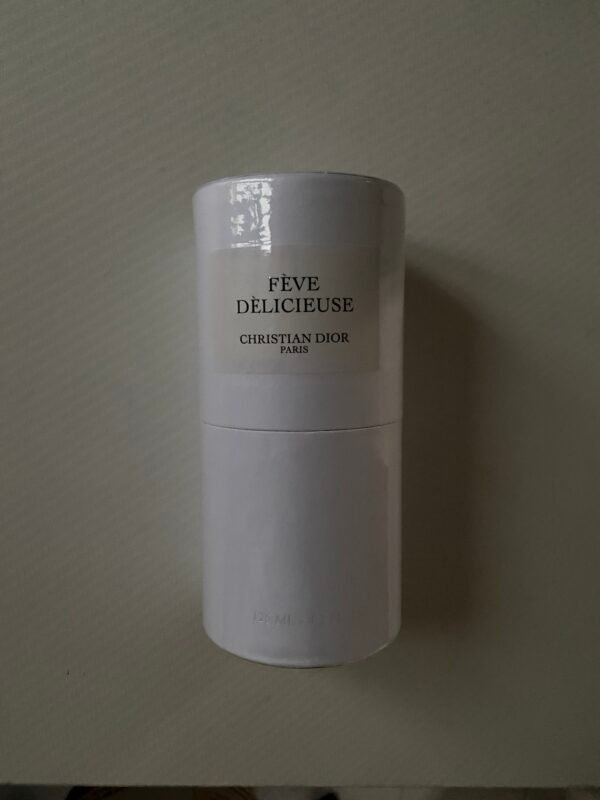 FÈVE
DÈLICIEUSE
CHRISTIAN DIOR
PARIS